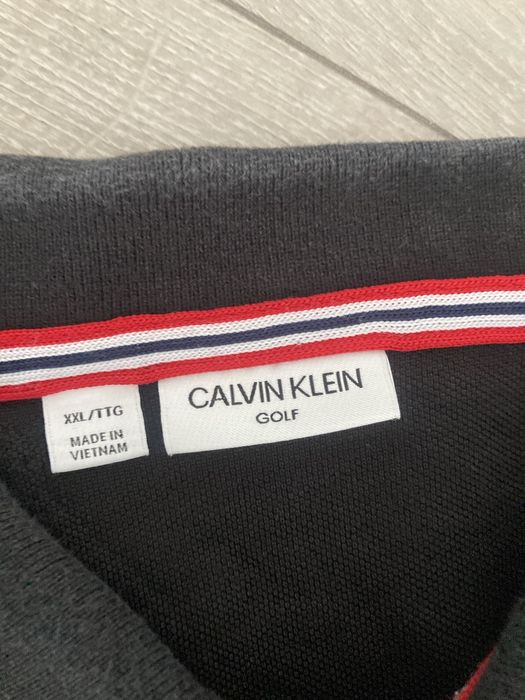 XXL/TTG
MADE IN
VIETNAM
CALVIN KLEIN
GOLF